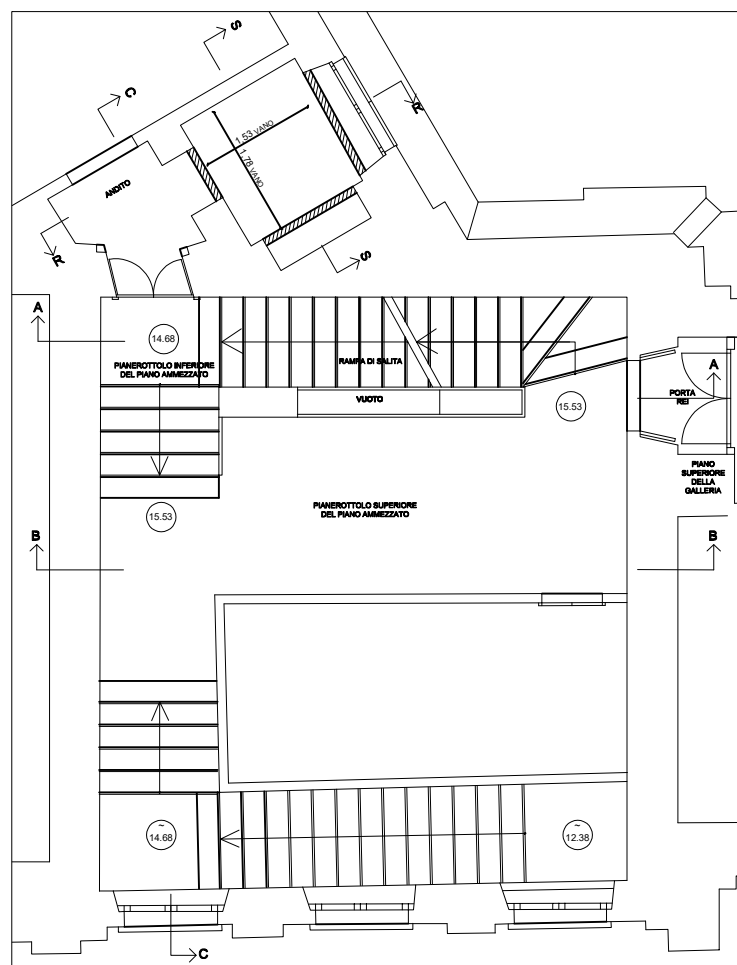 S
C
R
1.53 VANO
1.78 VANO
ANDITO
R
S
A
14.68
PIANEROTTOLO INFERIORE
DEL PIANO AMMEZZATO
RAMPA DI SALITA
VUOTO
15.53
A
PORTA
REI
PIANO
SUPERIORE
DELLA
GALLERIA
15.53
PIANEROTTOLO SUPERIORE
DEL PIANO AMMEZZATO
B
B
~
14.68
~
12.38
C